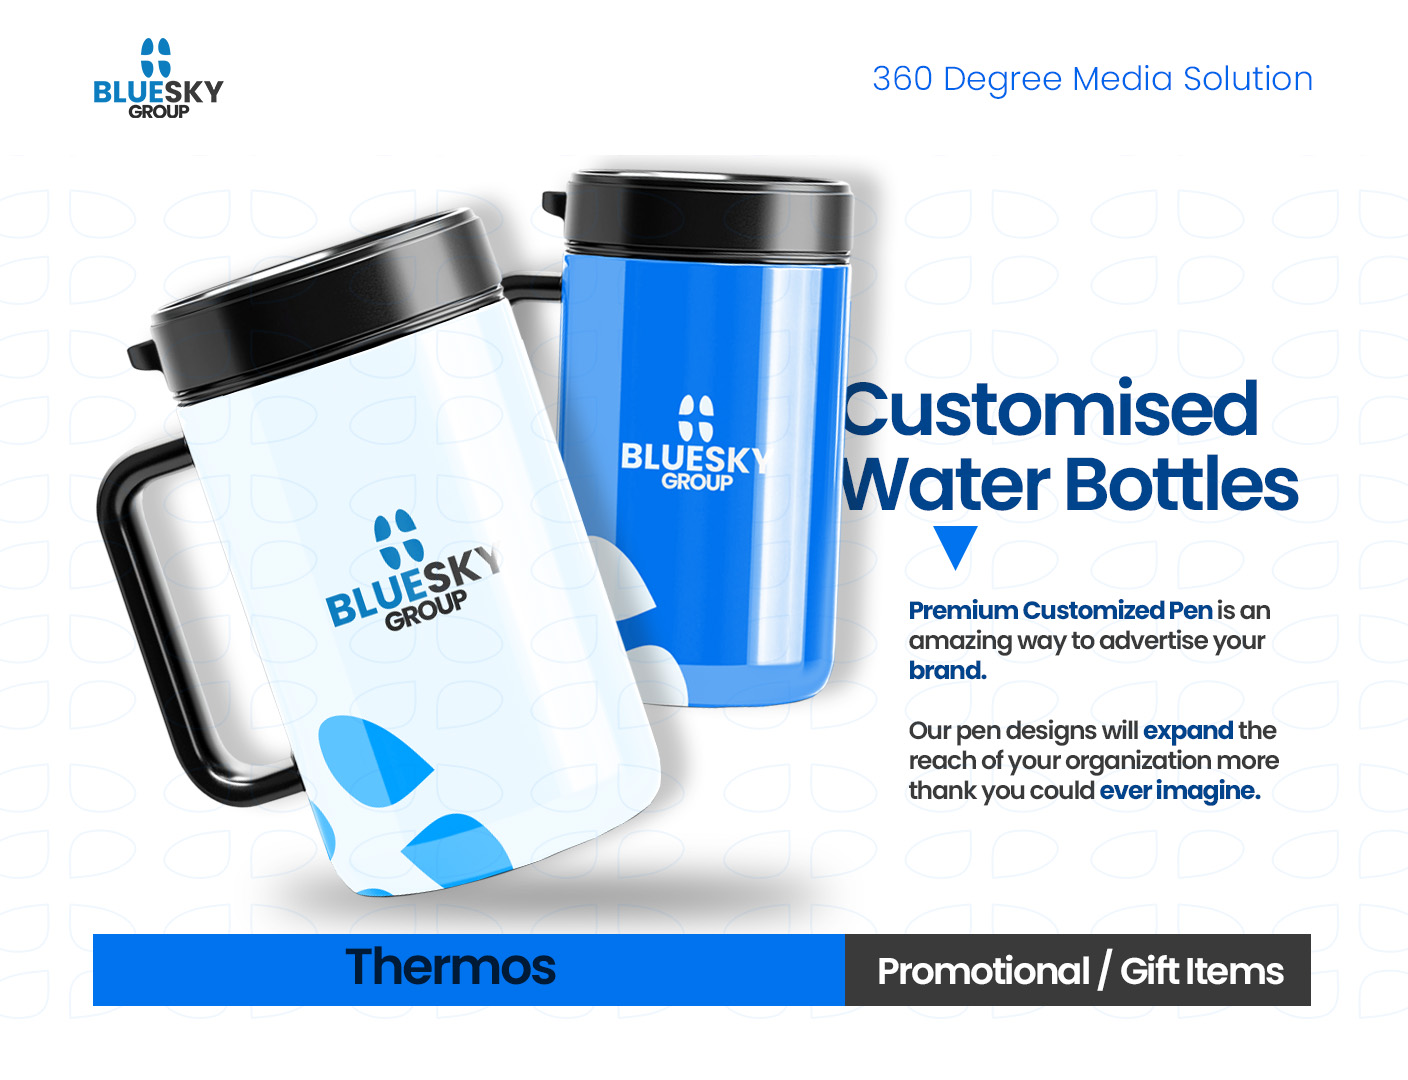 BLUESKY
GROUP
360 Degree Media Solution
BLUESKY
GROUP
BLUESKY
GROUP
Customised
Water Bottles
Premium Customized Pen is an
amazing way to advertise your
brand.
Our pen designs will expand the
reach of your organization more
thank you could ever imagine.
Thermos
Promotional / Gift Items